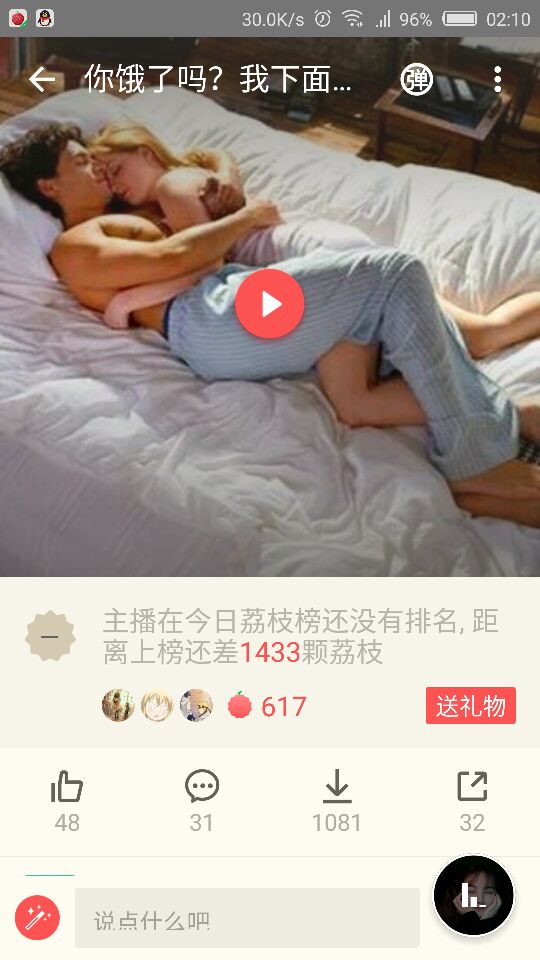 30.0K/s 96% 02:10
你饿了吗？我下面... 弹
主播在今日荔枝榜还没有排名, 距
离上榜还差1433颗荔枝
617 送礼物
48 31 1081 32
说点什么吧